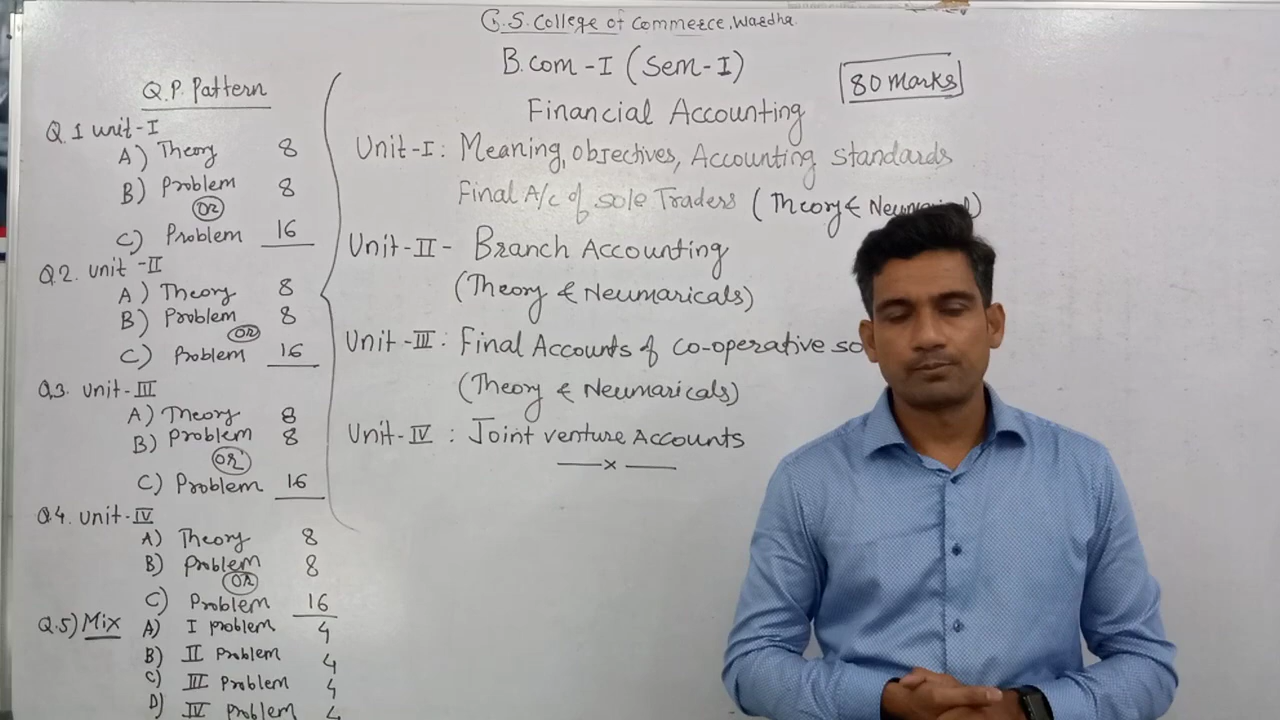 G.S. College of Commerce, Wardha.
B.com - I (Sem-I)
80 Marks
Financial Accounting
Unit-I: Meaning, objectives, Accounting standards
Final A/c of sole Traders (Theory & Neumarical)
Unit-II - Branch Accounting
(Theory & Neumaricals)
Unit-III: Final Accounts of co-operative
(Theory & Neumaricals)
Unit-IV: Joint venture Accounts
x
Q.P. Pattern
Q.1 unit-I
A) Theory 8
B) Problem 8
OR
C) Problem 16
Q.2. unit-II
A) Theory 8
B) Problem 8
OR
C) Problem 16
Q.3. unit-III
A) Theory 8
B) Problem 8
OR
C) Problem 16
Q.4. unit-IV
A) Theory 8
B) Problem 8
OR
C) Problem 16
Q.5) Mix A) I problem 4
B) II Problem 4
C) III Problem 4
D) IV Problem 4